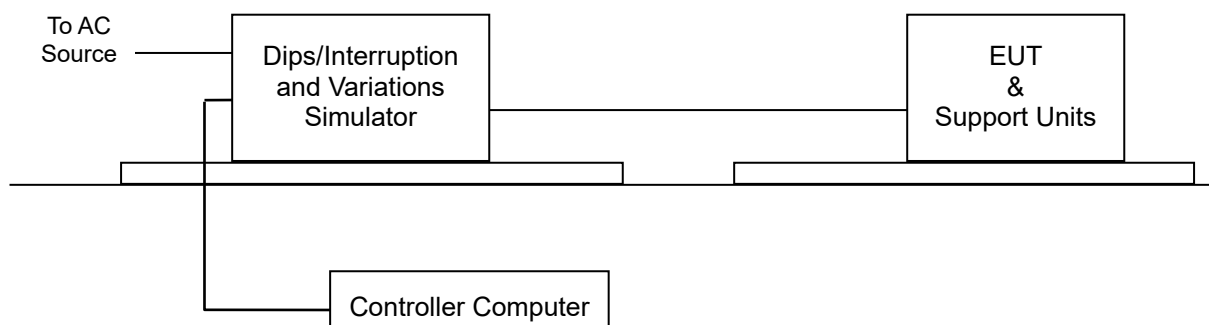 To AC
Source
Dips/Interruption
and Variations
Simulator
EUT
&
Support Units
Controller Computer